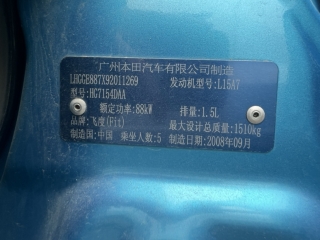 广州本田汽车有限公司制造
LHGGE887X92011269 发动机型号: L15A7
型号: HG7154DAA
额定功率: 88kW 排量: 1.5L
品牌: 飞度(Fit) 最大设计总质量: 1510kg
制造国: 中国 乘坐人数: 5 制造日期: 2008年09月